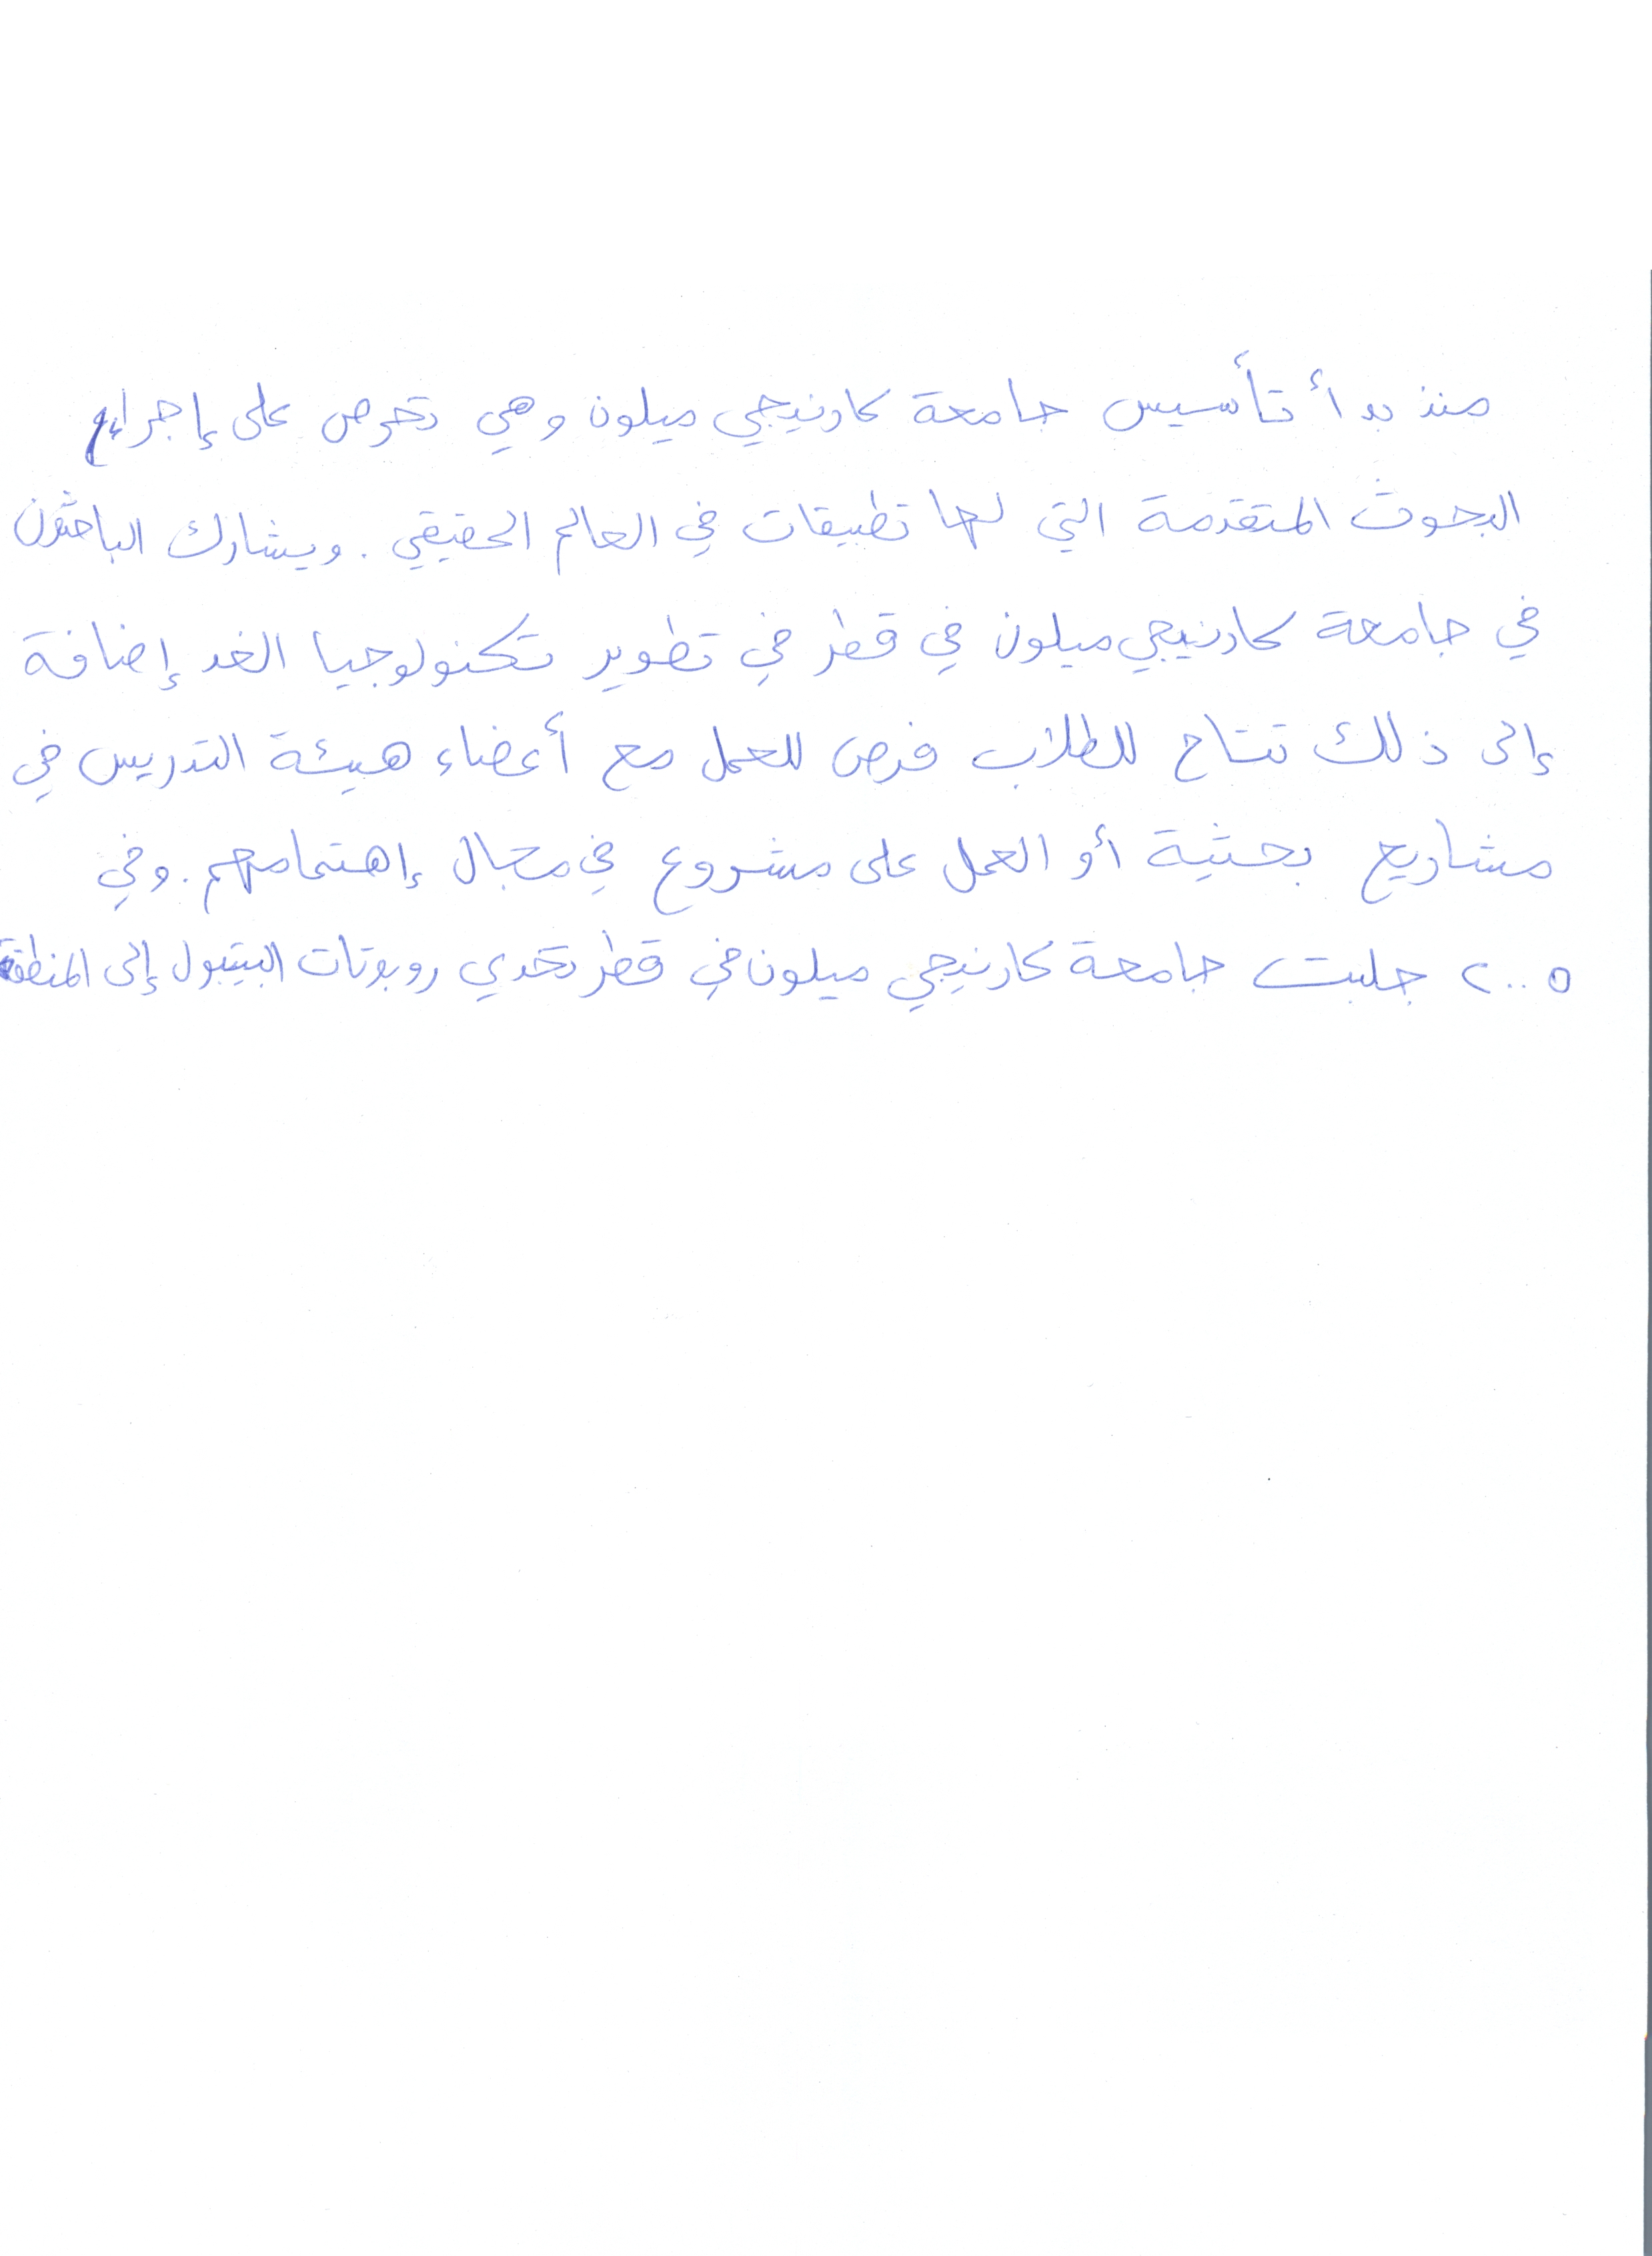 منذ بدأ تأسيس جامعة كارنيجي ميلون وهي تحرص على إجراء
البحوث المتقدمة التي لها تطبيقات في العالم الحقيقي . ويشارك الباحثون
في جامعة كارنيجي ميلون في قطر في تطوير تكنولوجيا الغد إضافة
إلى ذلك تتاح للطلاب فرص للعمل مع أعضاء هيئة التدريس في
مشاريع بحثية أو العمل على مشروع في مجال إهتمامهم . وفي
٢٠٠٥ جلبت جامعة كارنيجي ميلون في قطر تحدي روبوتات البيتبول إلى المنطقة